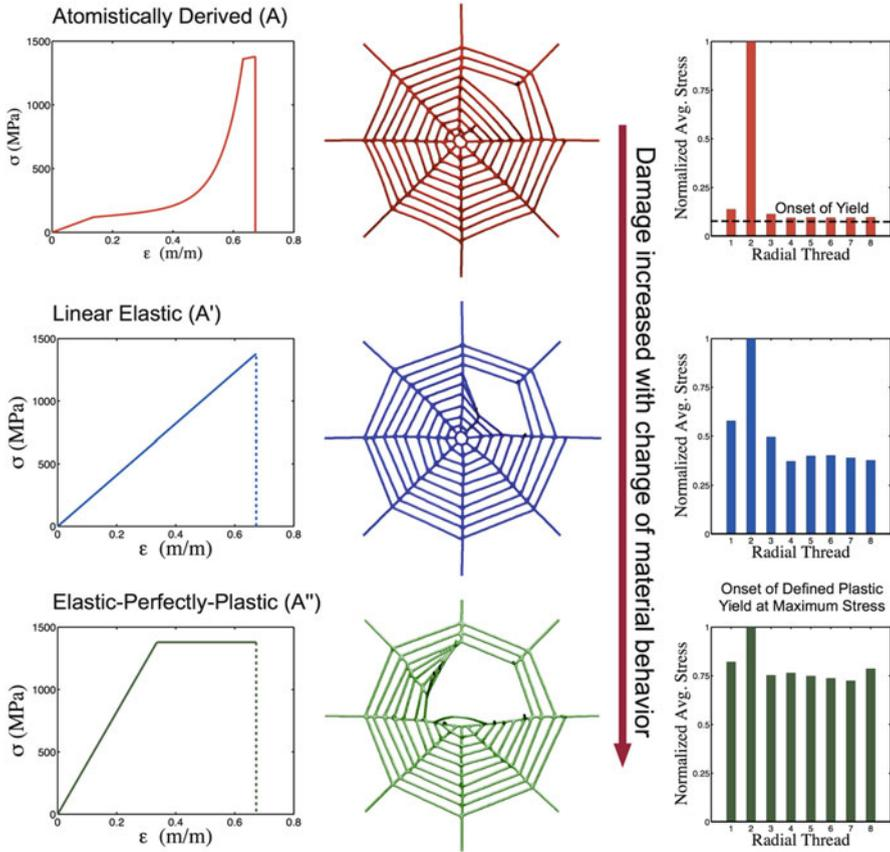 Atomistically Derived (A)
1500
1000
500
0
0
0.2
0.4
0.6
0.8
σ (MPa)
ε (m/m)
Normalized Avg. Stress
1
0.75
0.5
0.25
0
Onset of Yield
1 2 3 4 5 6 7 8
Radial Thread
Damage increased with change of material behavior
Linear Elastic (A')
1500
1000
500
0
0
0.2
0.4
0.6
0.8
σ (MPa)
ε (m/m)
Normalized Avg. Stress
1
0.75
0.5
0.25
0
1 2 3 4 5 6 7 8
Radial Thread
Elastic-Perfectly-Plastic (A'')
1500
1000
500
0
0
0.2
0.4
0.6
0.8
σ (MPa)
ε (m/m)
Onset of Defined Plastic
Yield at Maximum Stress
Normalized Avg. Stress
1
0.75
0.5
0.25
0
1 2 3 4 5 6 7 8
Radial Thread